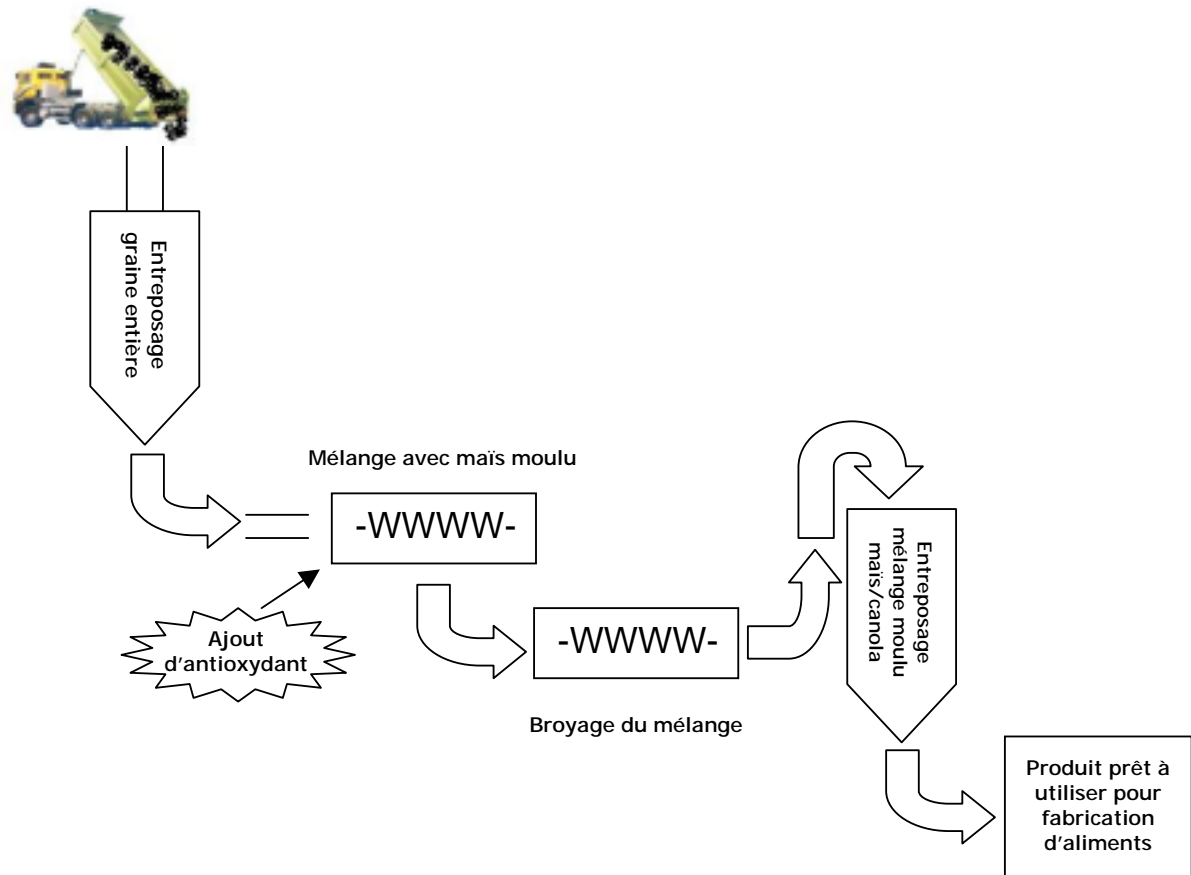 Entreposage
graine entière
Mélange avec maïs moulu
-WWWW-
Ajout
d'antioxydant
-WWWW-
Broyage du mélange
Entreposage
mélange moulu
maïs/canola
Produit prêt à
utiliser pour
fabrication
d'aliments